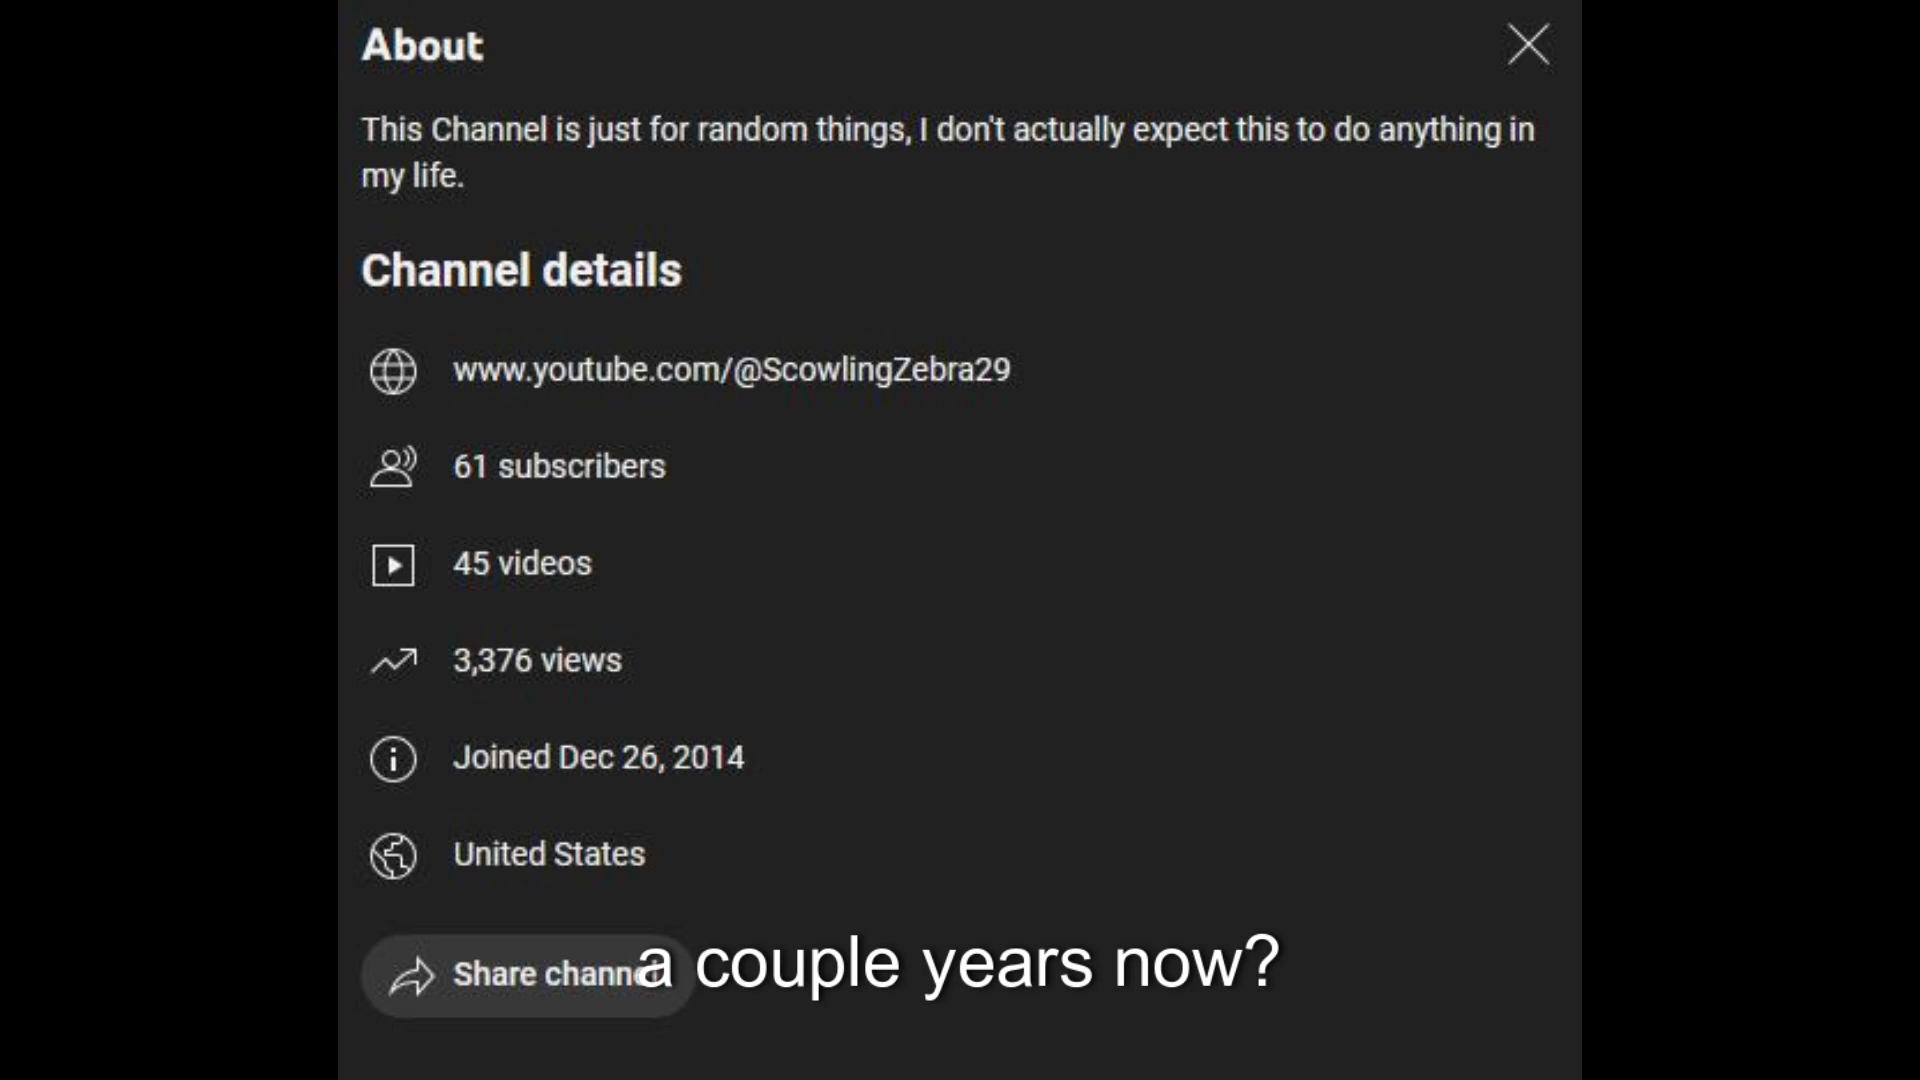 About
This Channel is just for random things, I don't actually expect this to do anything in
my life.
Channel details
www.youtube.com/@ScowlingZebra29
61 subscribers
45 videos
3,376 views
Joined Dec 26, 2014
United States
Share channel
a couple years now?